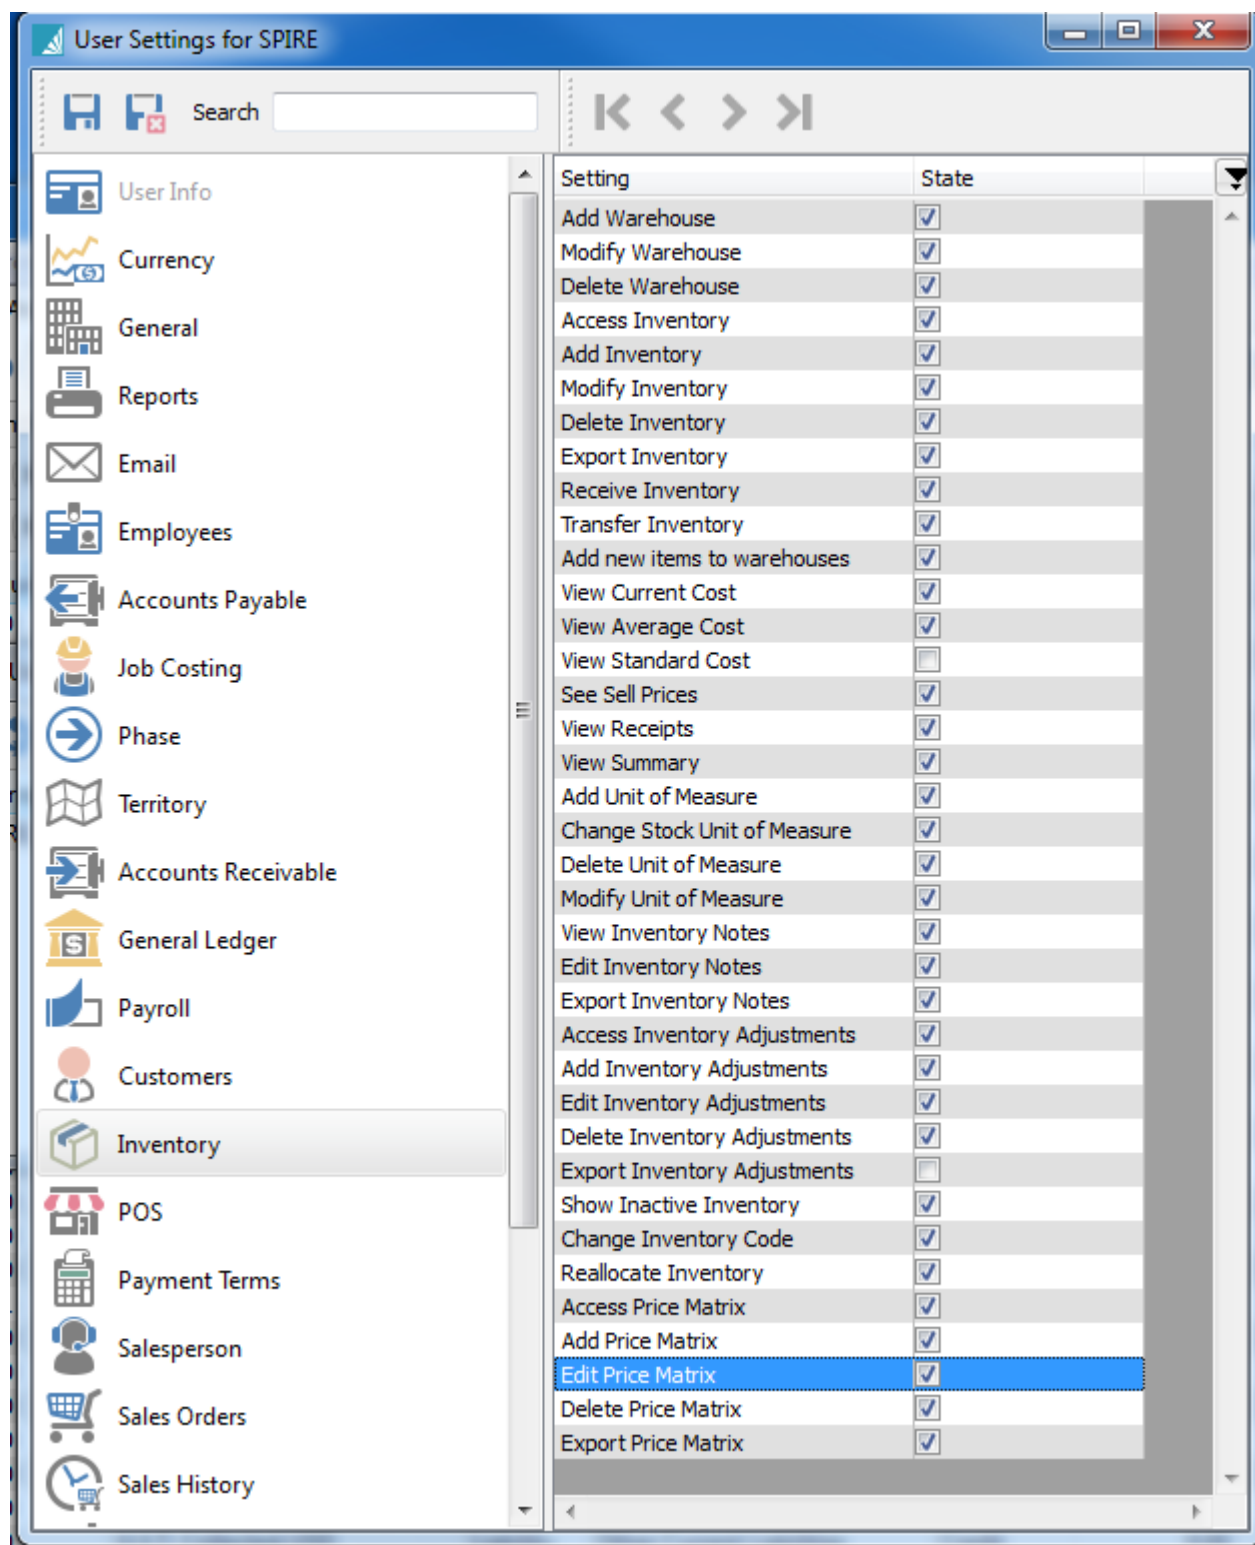 User Settings for SPIRE
Search
User Info
Currency
General
Reports
Email
Employees
Accounts Payable
Job Costing
Phase
Territory
Accounts Receivable
General Ledger
Payroll
Customers
Inventory
POS
Payment Terms
Salesperson
Sales Orders
Sales History
Setting State
Add Warehouse
Modify Warehouse
Delete Warehouse
Access Inventory
Add Inventory
Modify Inventory
Delete Inventory
Export Inventory
Receive Inventory
Transfer Inventory
Add new items to warehouses
View Current Cost
View Average Cost
View Standard Cost
See Sell Prices
View Receipts
View Summary
Add Unit of Measure
Change Stock Unit of Measure
Delete Unit of Measure
Modify Unit of Measure
View Inventory Notes
Edit Inventory Notes
Export Inventory Notes
Access Inventory Adjustments
Add Inventory Adjustments
Edit Inventory Adjustments
Delete Inventory Adjustments
Export Inventory Adjustments
Show Inactive Inventory
Change Inventory Code
Reallocate Inventory
Access Price Matrix
Add Price Matrix
Edit Price Matrix
Delete Price Matrix
Export Price Matrix